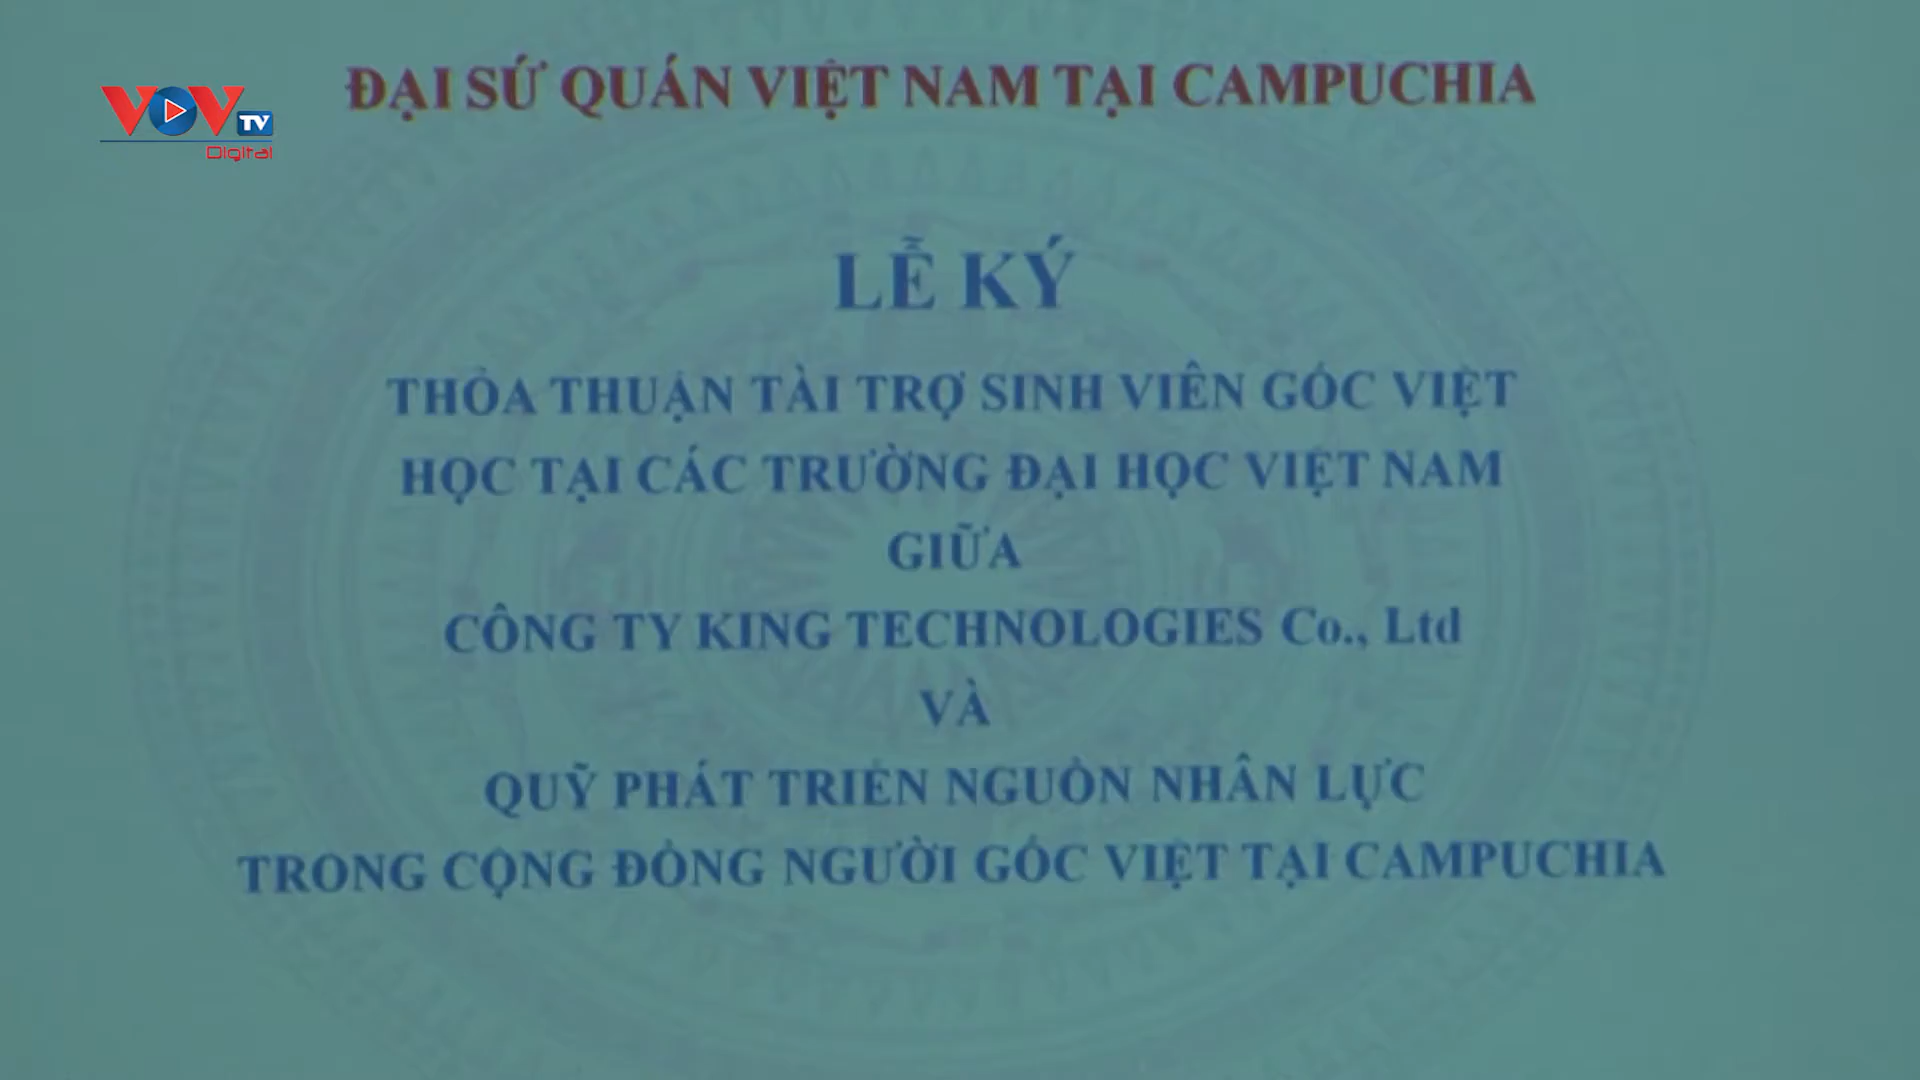 ĐẠI SỨ QUÁN VIỆT NAM TẠI CAMPUCHIA
VOV TV
Digital
LỄ KÝ
THỎA THUẬN TÀI TRỢ SINH VIÊN GỐC VIỆT
HỌC TẠI CÁC TRƯỜNG ĐẠI HỌC VIỆT NAM
GIỮA
CÔNG TY KING TECHNOLOGIES Co., Ltd
VÀ
QUỸ PHÁT TRIỂN NGUỒN NHÂN LỰC
TRONG CỘNG ĐỒNG NGƯỜI GỐC VIỆT TẠI CAMPUCHIA